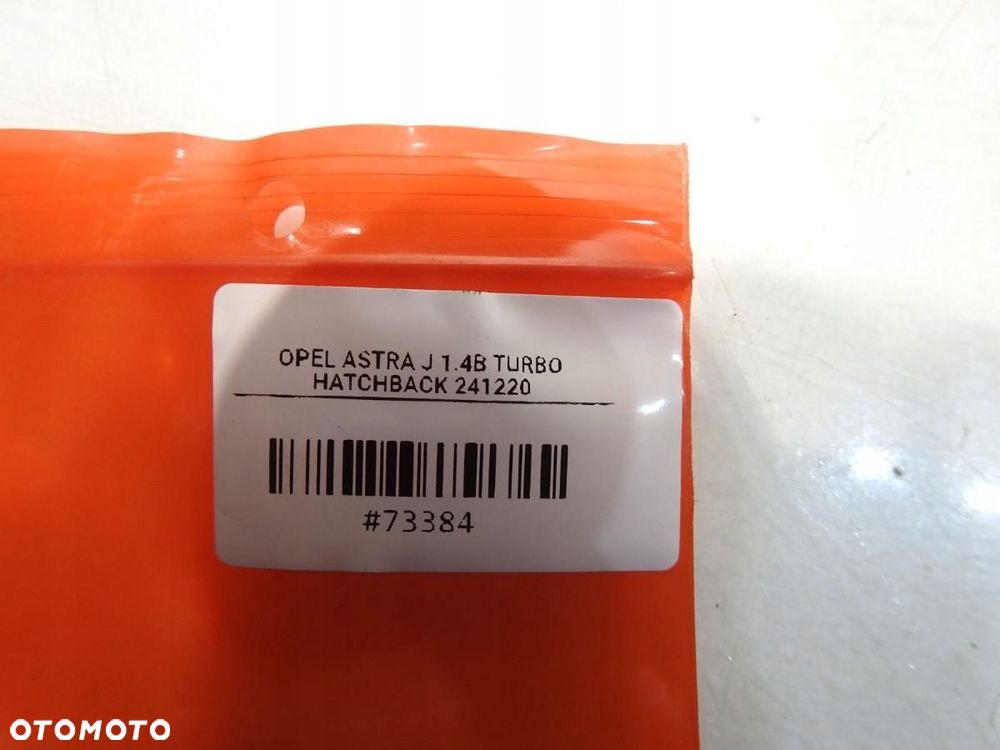 OPEL ASTRA J 1.4B TURBO
HATCHBACK 241220
#73384
OTOMOTO